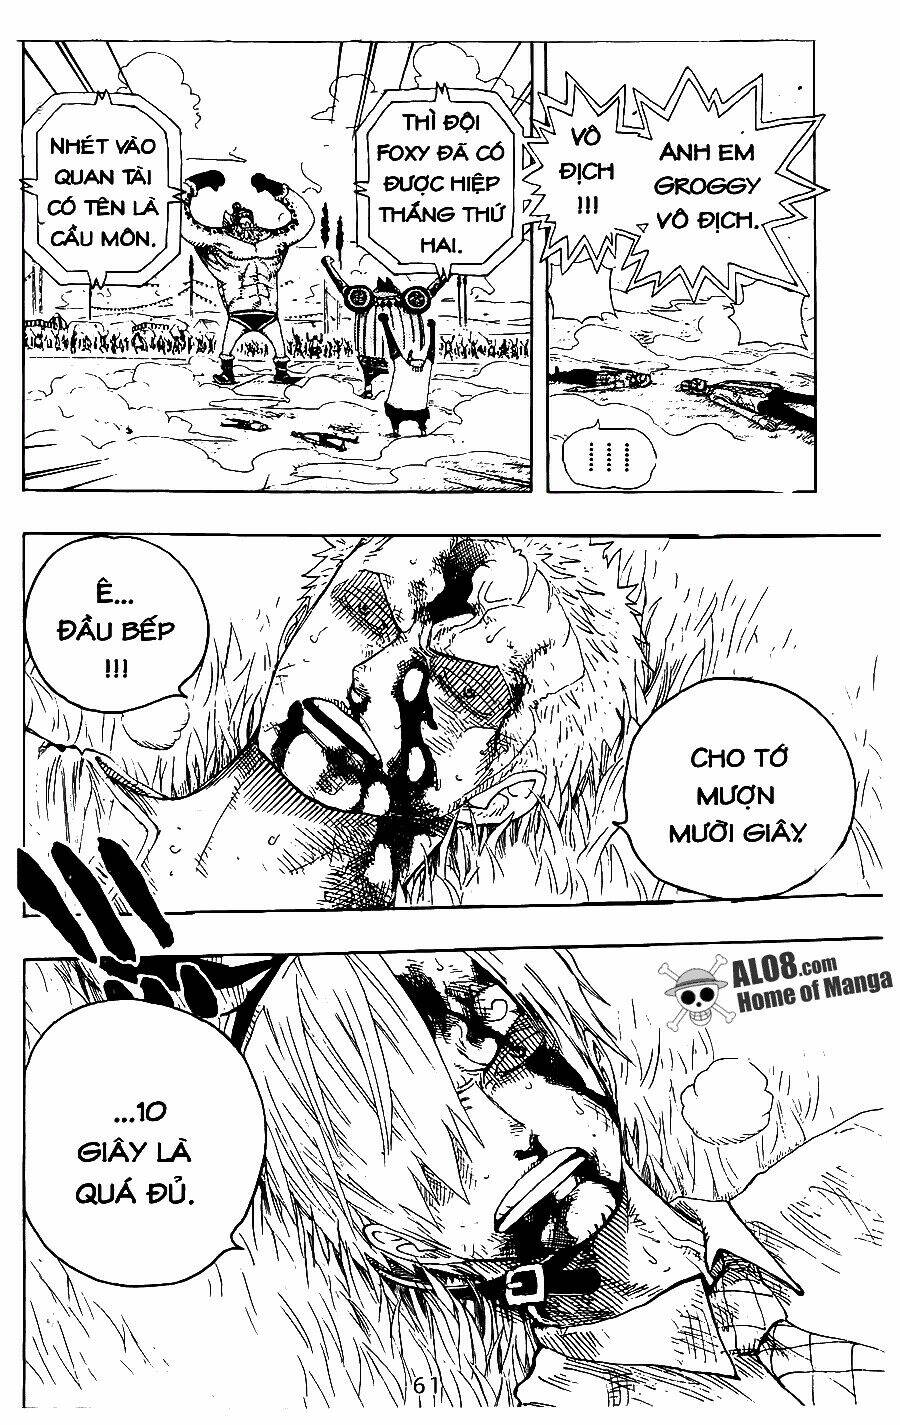 NHÉT VÀO
QUAN TÀI
CÓ TÊN LÀ
CẦU MÔN.
THÌ ĐỘI
FOXY ĐÃ CÓ
ĐƯỢC HIỆP
THẮNG THỨ
HAI.
VÔ
ĐỊCH
!!!
ANH EM
GROGGY
VÔ ĐỊCH.
Ê...
ĐẦU BẾP
!!!
CHO TỚ
MƯỢN
MƯỜI GIÂY.
AL08.com
Home of Manga
...10
GIÂY LÀ
QUÁ ĐỦ.
61